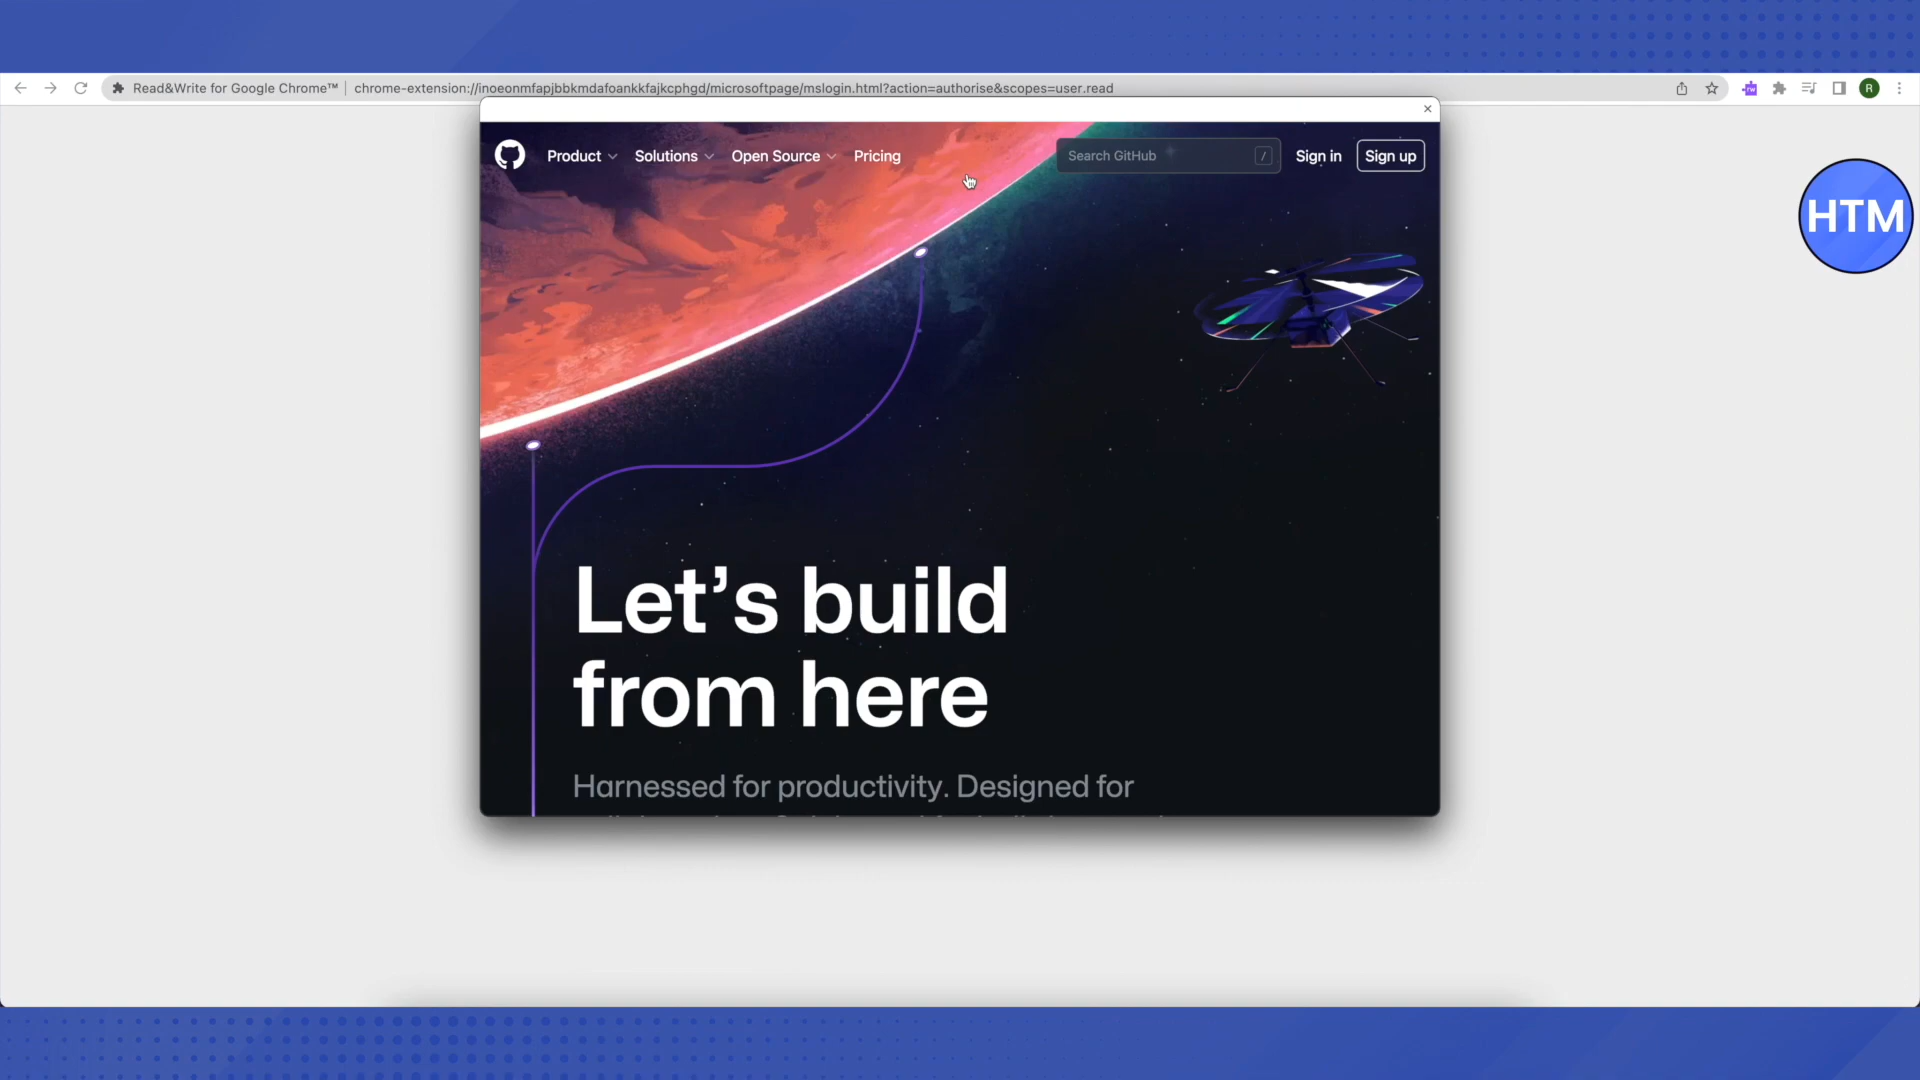 Read&Write for Google Chrome™ | chrome-extension://inoeonmfapjbbkmdafoankkfajkcphgd/microsoftpage/mslogin.html?action=authorise&scopes=user.read
rw
R
Product
Solutions
Open Source
Pricing
Search GitHub
/
Sign in
Sign up
HTM
Let's build
from here
Harnessed for productivity. Designed for